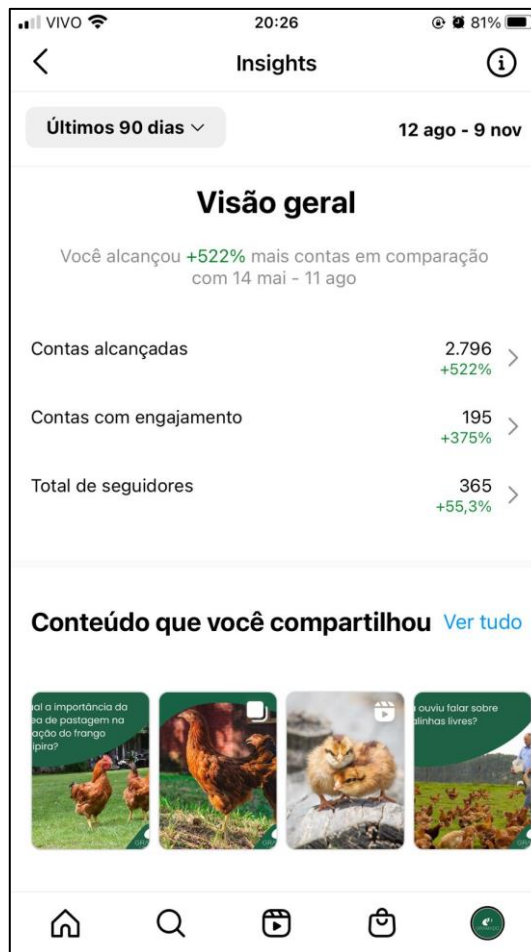 VIVO 20:26 81%
Insights
Últimos 90 dias 12 ago - 9 nov
Visão geral
Você alcançou +522% mais contas em comparação
com 14 mai - 11 ago
Contas alcançadas 2.796
+522%
Contas com engajamento 195
+375%
Total de seguidores 365
+55,3%
Conteúdo que você compartilhou Ver tudo
al a importância da
ea de pastagem na
ação do frango
ipira?
ouviu falar sobre
alinhas livres?